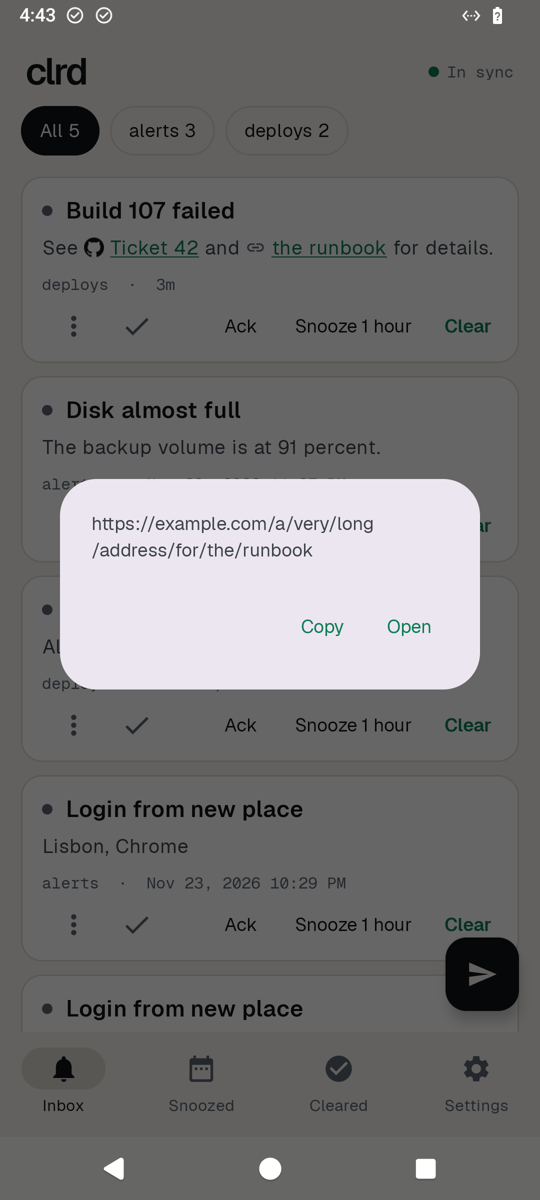 4:43
clrd
In sync
All 5
alerts 3
deploys 2
Build 107 failed
See Ticket 42 and the runbook for details.
deploys · 3m
Ack
Snooze 1 hour
Clear
Disk almost full
The backup volume is at 91 percent.
https://example.com/a/very/long
/address/for/the/runbook
Copy
Open
Ack
Snooze 1 hour
Clear
Login from new place
Lisbon, Chrome
alerts · Nov 23, 2026 10:29 PM
Ack
Snooze 1 hour
Clear
Login from new place
Inbox
Snoozed
Cleared
Settings